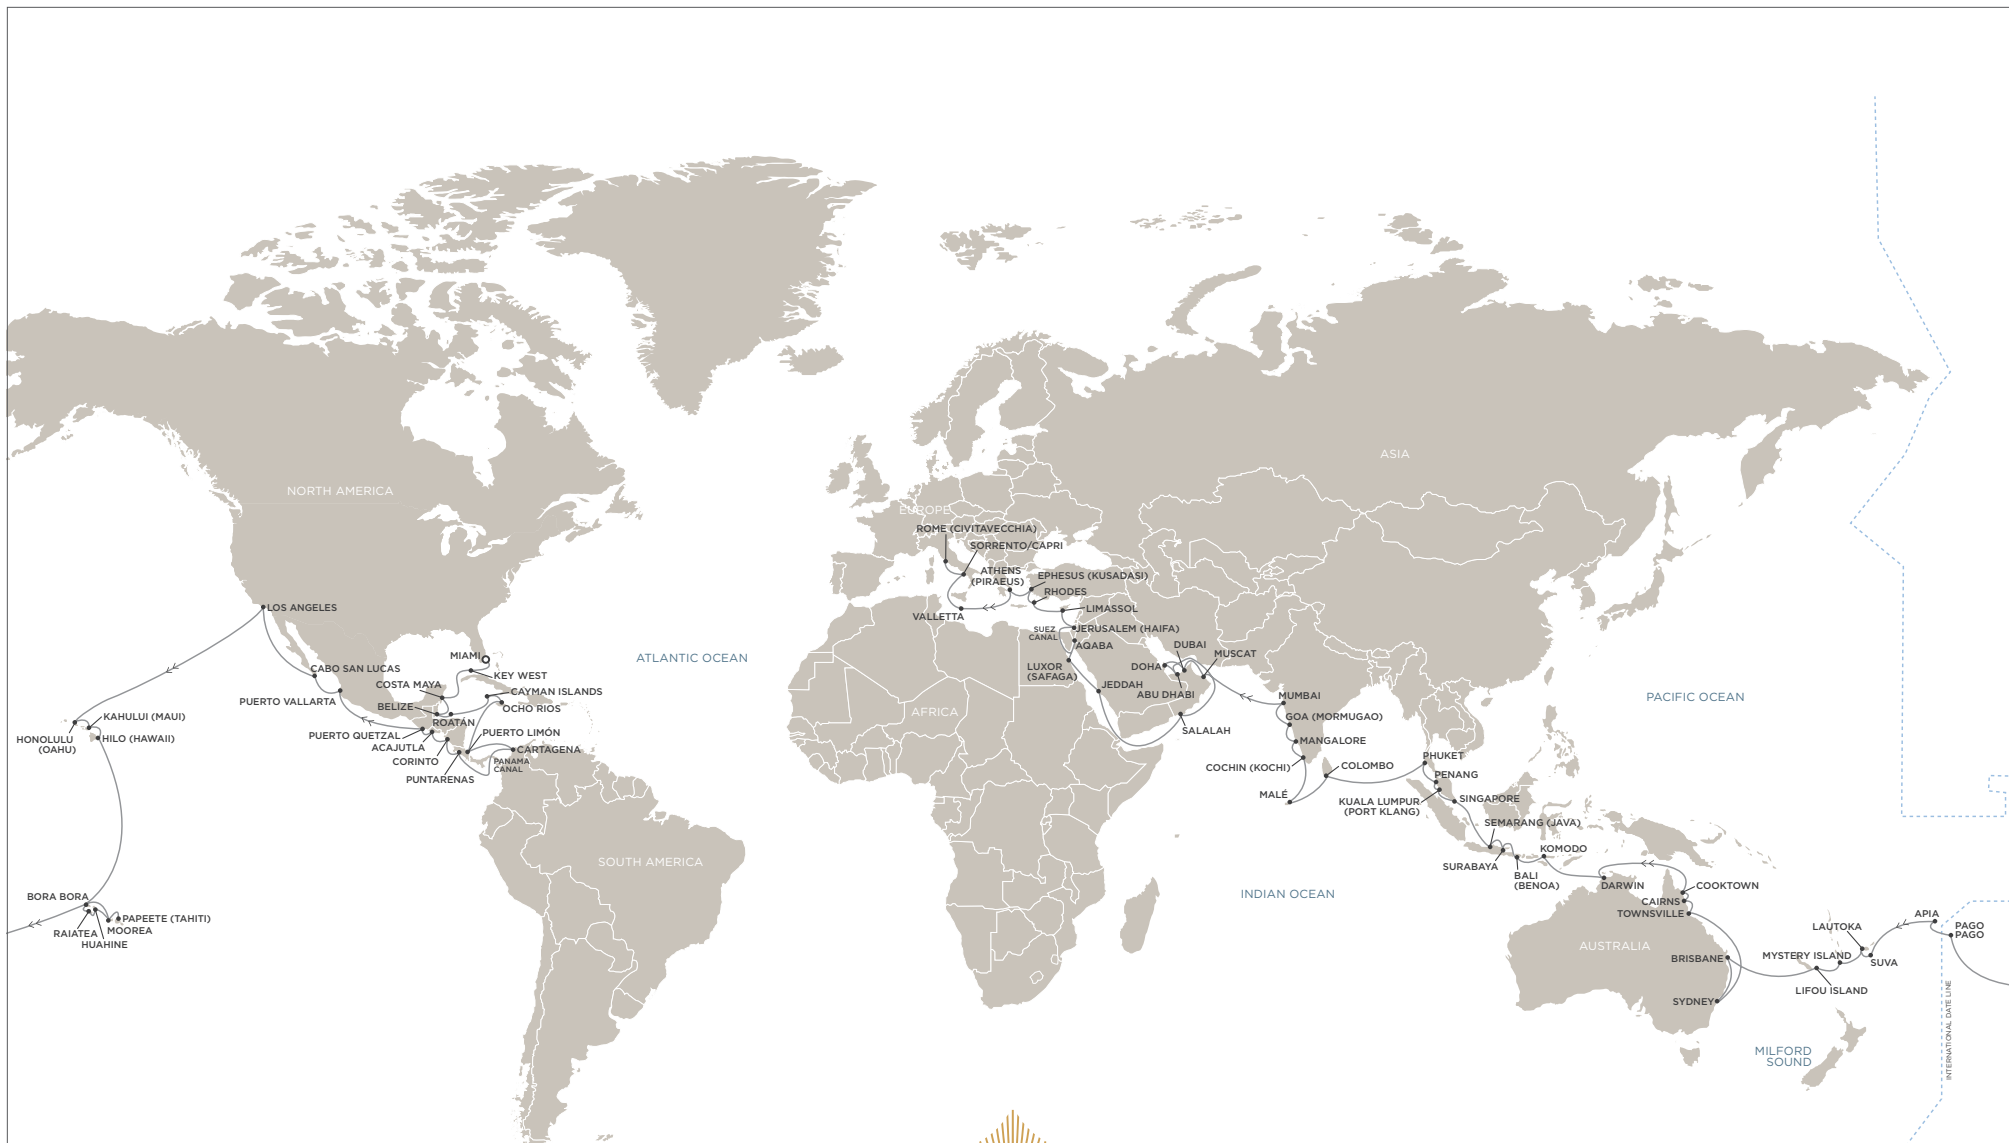 NORTH AMERICA
ATLANTIC OCEAN
SOUTH AMERICA
EUROPE
AFRICA
ASIA
INDIAN OCEAN
PACIFIC OCEAN
AUSTRALIA
MILFORD
SOUND
INTERNATIONAL DATE LINE
MIAMI
KEY WEST
COSTA MAYA
BELIZE
ROATÁN
CAYMAN ISLANDS
OCHO RIOS
PUERTO LIMÓN
CARTAGENA
PANAMA
CANAL
PUNTARENAS
CORINTO
ACAJUTLA
PUERTO QUETZAL
PUERTO VALLARTA
CABO SAN LUCAS
LOS ANGELES
HONOLULU
(OAHU)
KAHULUI (MAUI)
HILO (HAWAII)
BORA BORA
RAIATEA
HUAHINE
MOOREA
PAPEETE (TAHITI)
PAGO
PAGO
APIA
SUVA
LAUTOKA
MYSTERY ISLAND
LIFOU ISLAND
BRISBANE
SYDNEY
TOWNSVILLE
CAIRNS
COOKTOWN
DARWIN
KOMODO
BALI
(BENOA)
SURABAYA
SEMARANG (JAVA)
SINGAPORE
KUALA LUMPUR
(PORT KLANG)
PENANG
PHUKET
COLOMBO
MALÉ
COCHIN (KOCHI)
MANGALORE
GOA (MORMUGAO)
MUMBAI
MUSCAT
DUBAI
DOHA
ABU DHABI
SALALAH
JEDDAH
LUXOR
(SAFAGA)
AQABA
SUEZ
CANAL
JERUSALEM (HAIFA)
LIMASSOL
RHODES
EPHESUS (KUSADASI)
ATHENS
(PIRAEUS)
VALLETTA
SORRENTO/CAPRI
ROME (CIVITAVECCHIA)